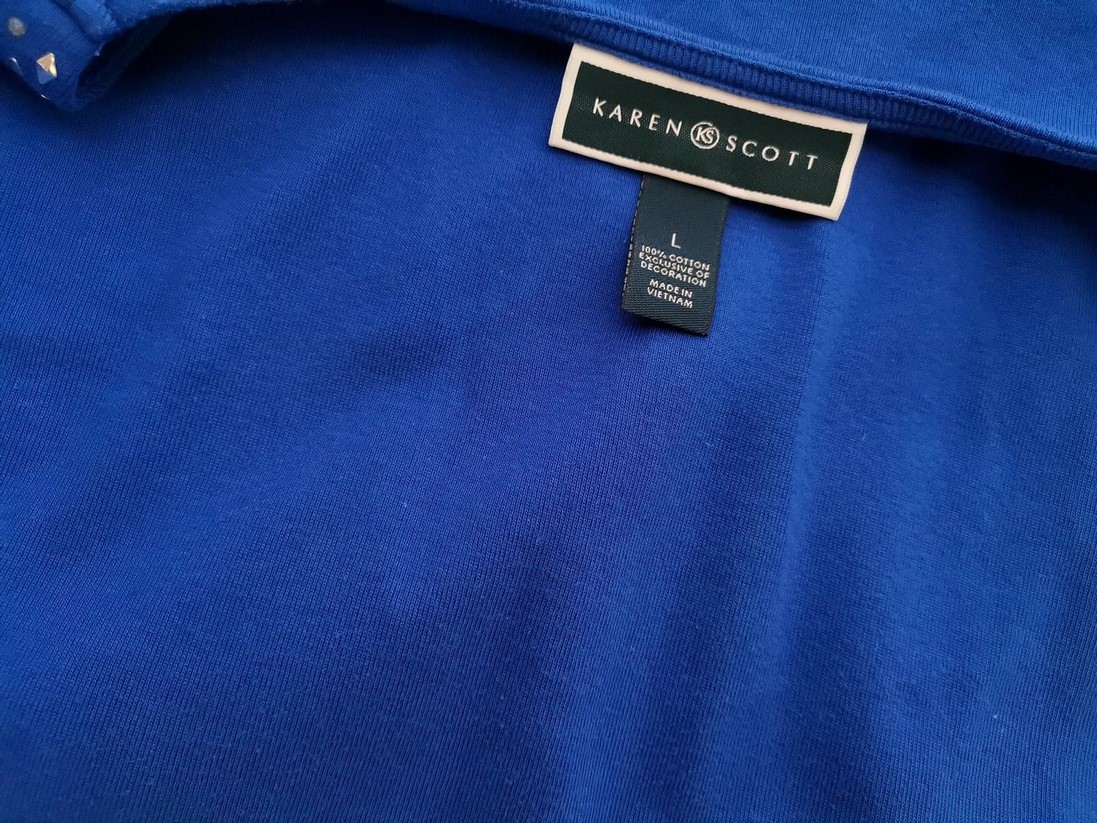 KAREN KS SCOTT
L
100% COTTON
EXCLUSIVE OF
DECORATION
MADE IN
VIETNAM